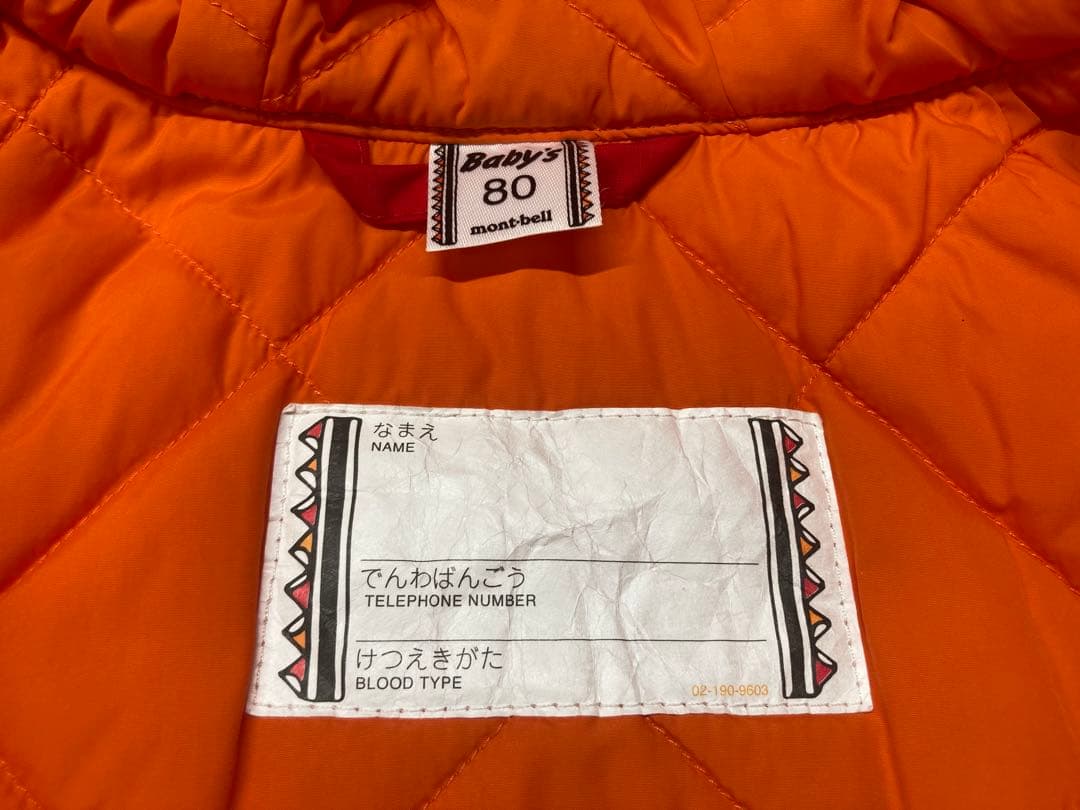 Baby's
80
mont-bell
なまえ
NAME
でんわばんごう
TELEPHONE NUMBER
けつえきがた
BLOOD TYPE
02-190-9603